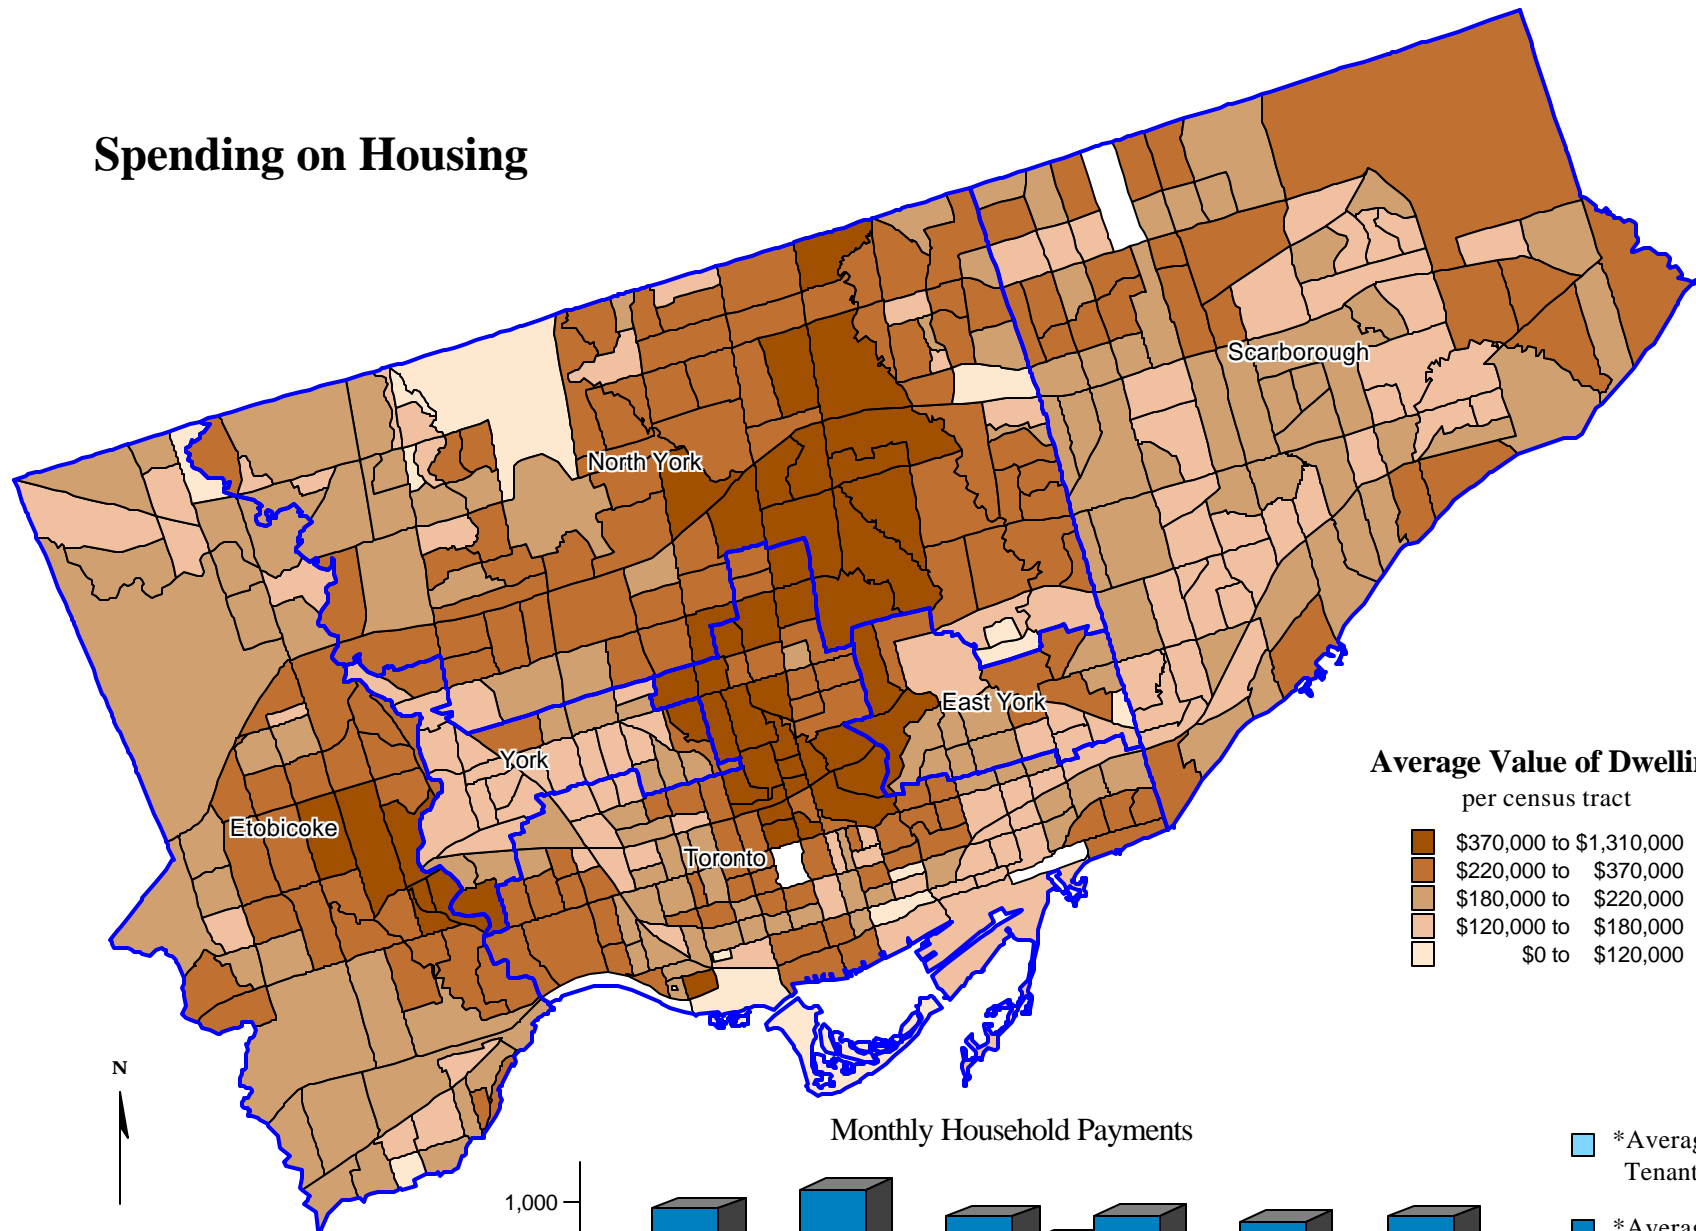 Spending on Housing
Scarborough
North York
East York
York
Etobicoke
Toronto
Average Value of Dwellin
per census tract
$370,000 to $1,310,000
$220,000 to $370,000
$180,000 to $220,000
$120,000 to $180,000
$0 to $120,000
N
Monthly Household Payments
1,000
*Averag
Tenant
*Averag